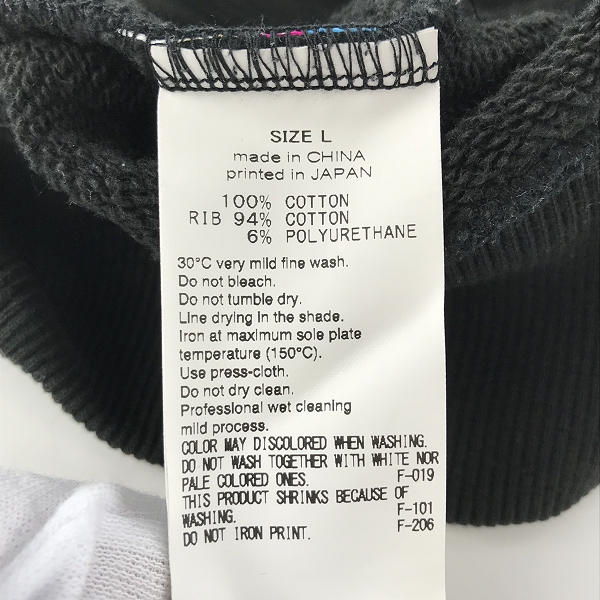 SIZE L
made in CHINA
printed in JAPAN
100% COTTON
RIB 94% COTTON
6% POLYURETHANE
30°C very mild fine wash.
Do not bleach.
Do not tumble dry.
Line drying in the shade.
Iron at maximum sole plate
temperature (150°C).
Use press-cloth.
Do not dry clean.
Professional wet cleaning
mild process.
COLOR MAY DISCOLORED WHEN WASHING.
DO NOT WASH TOGETHER WITH WHITE NOR
PALE COLORED ONES. F-019
THIS PRODUCT SHRINKS BECAUSE OF
WASHING. F-101
DO NOT IRON PRINT. F-206